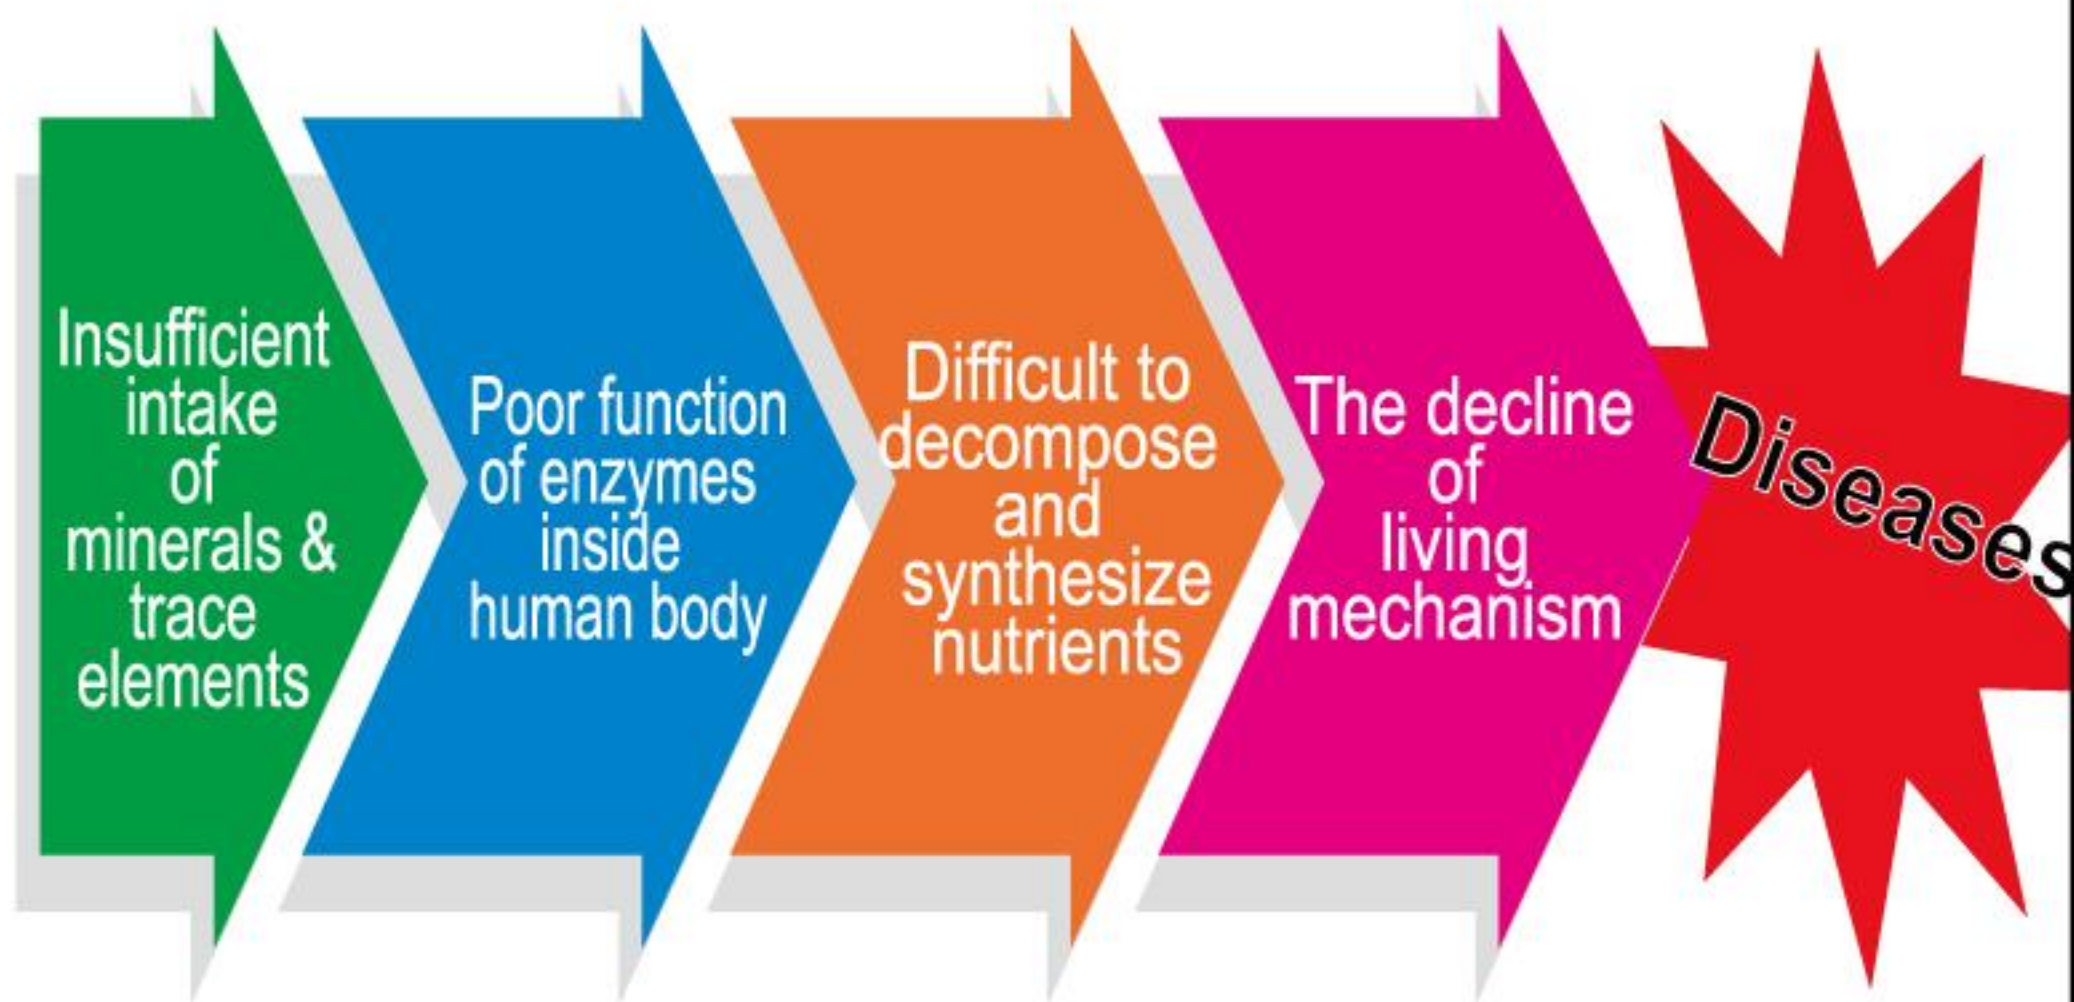 Insufficient
intake
of
minerals &
trace
elements
Poor function
of enzymes
inside
human body
Difficult to
decompose
and
synthesize
nutrients
The decline
of
living
mechanism
Diseases